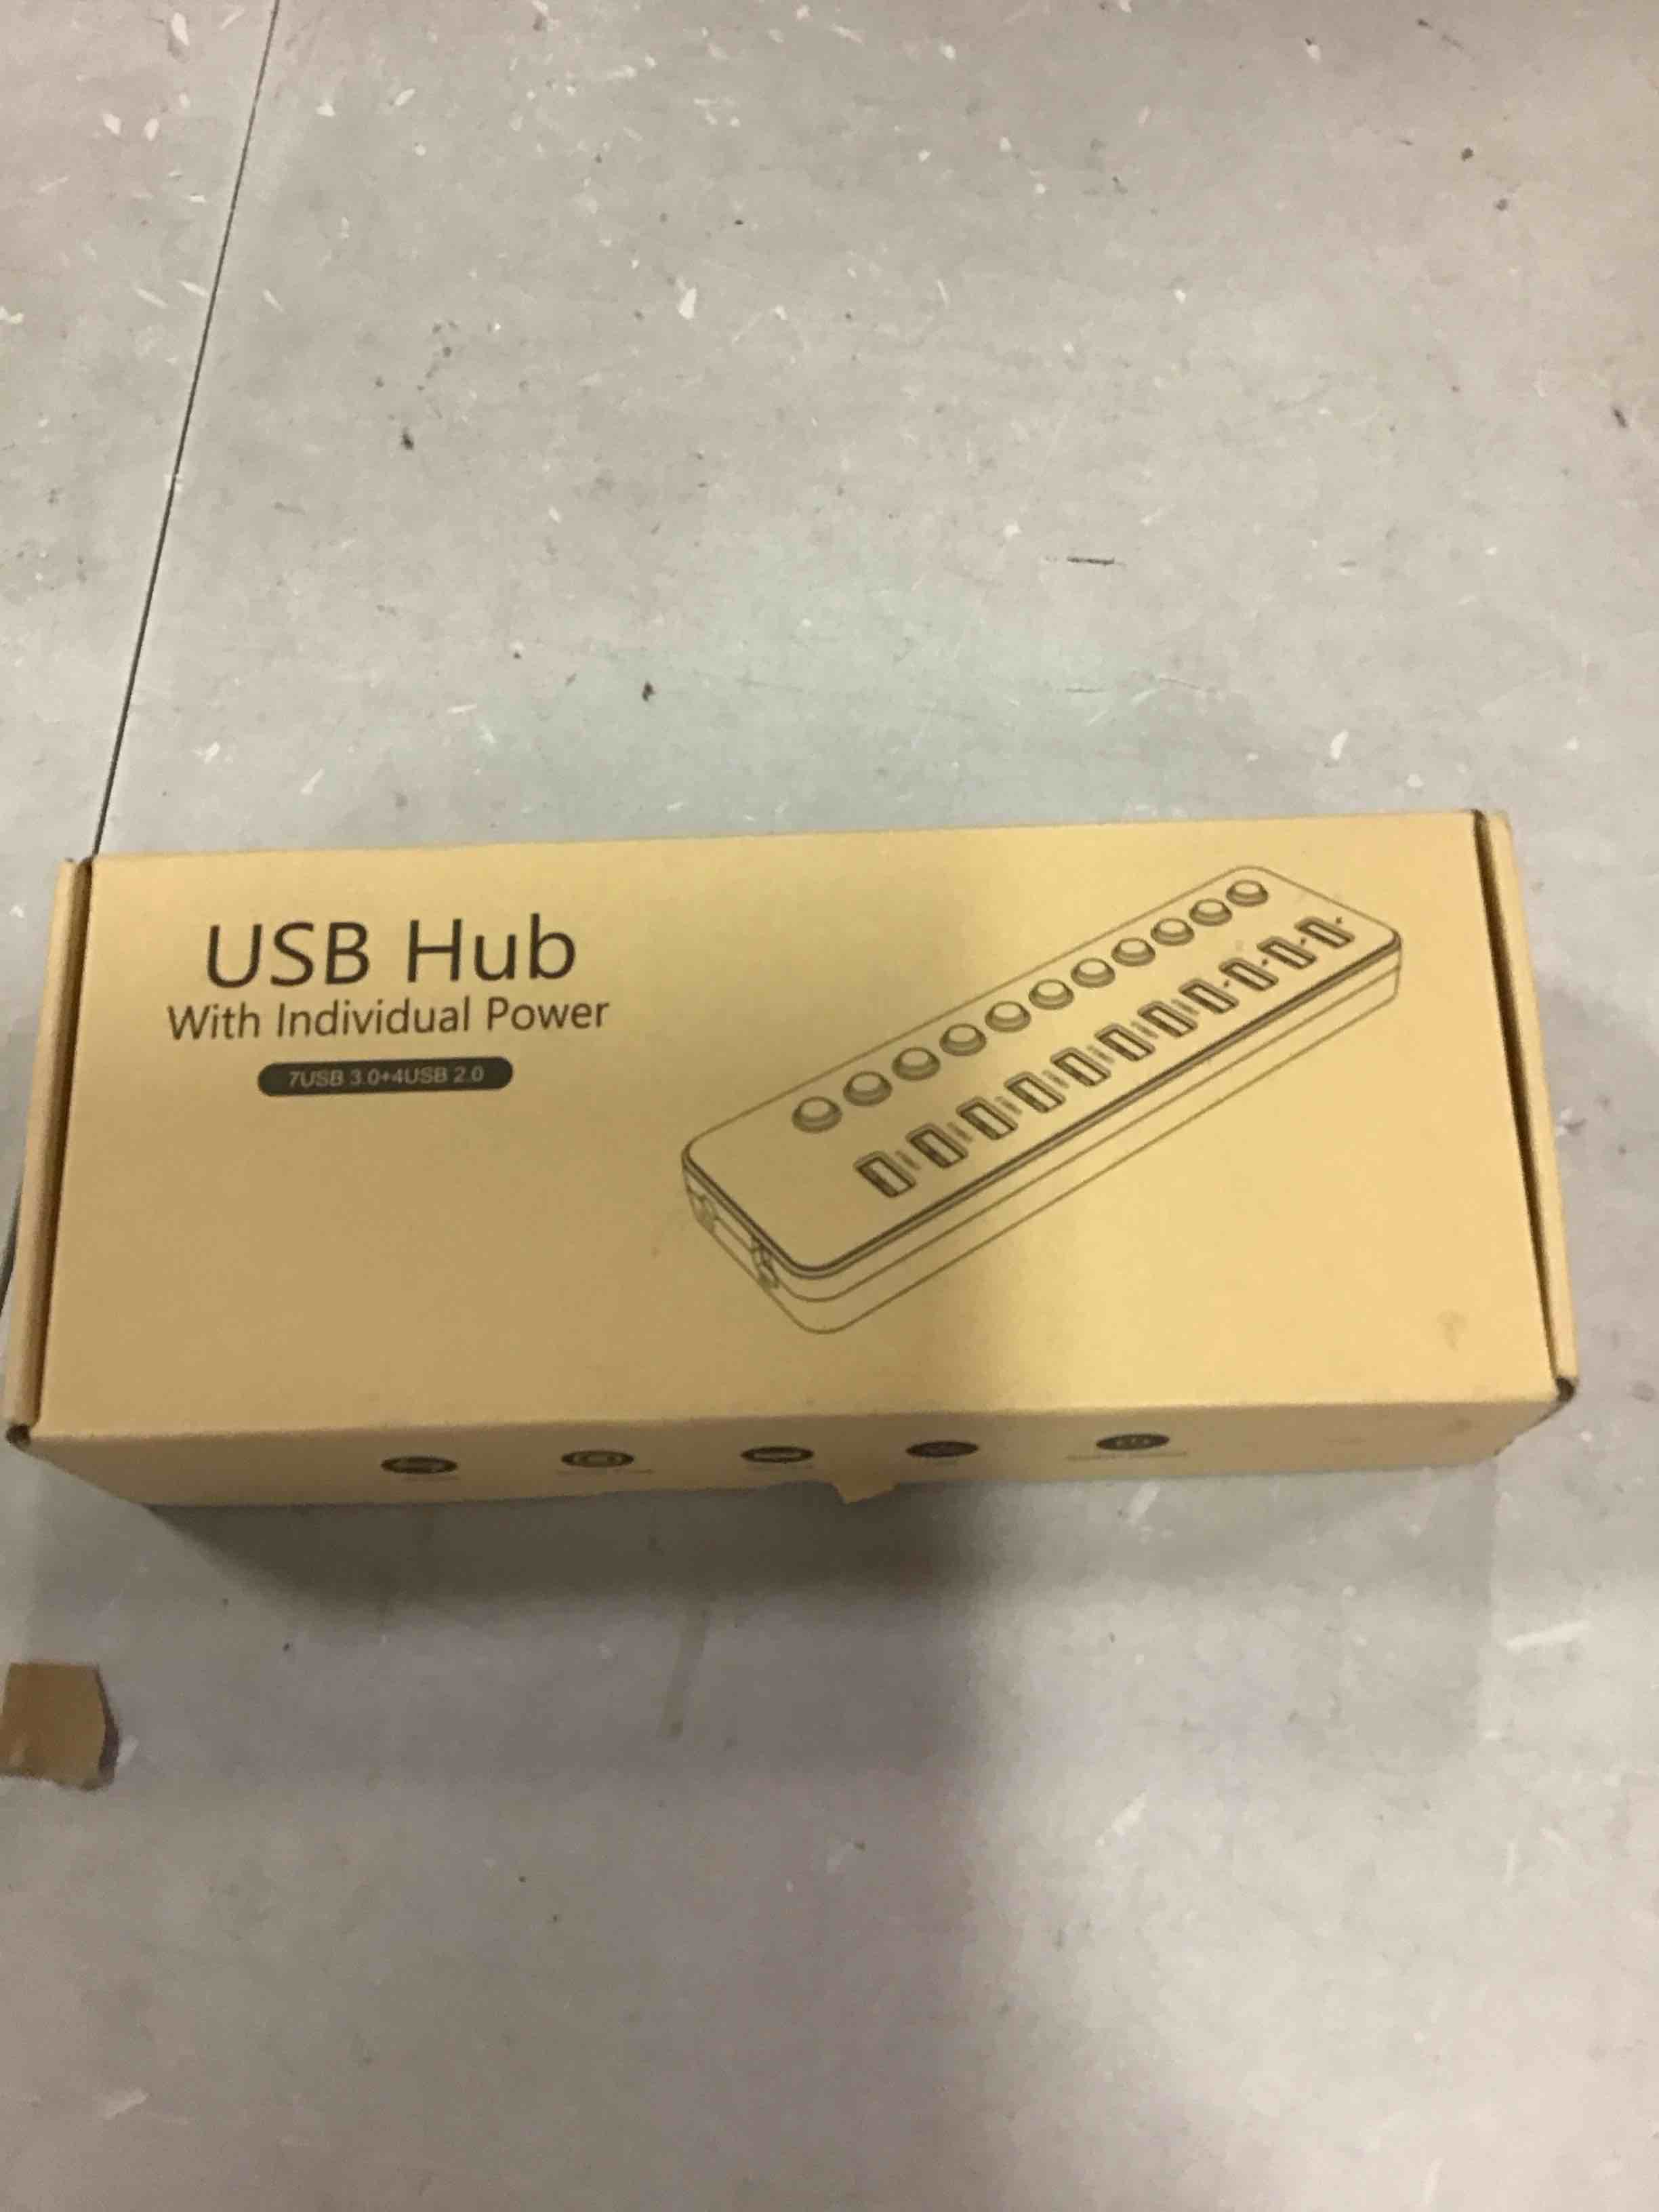 USB Hub
With Individual Power
7USB 3.0+4USB 2.0